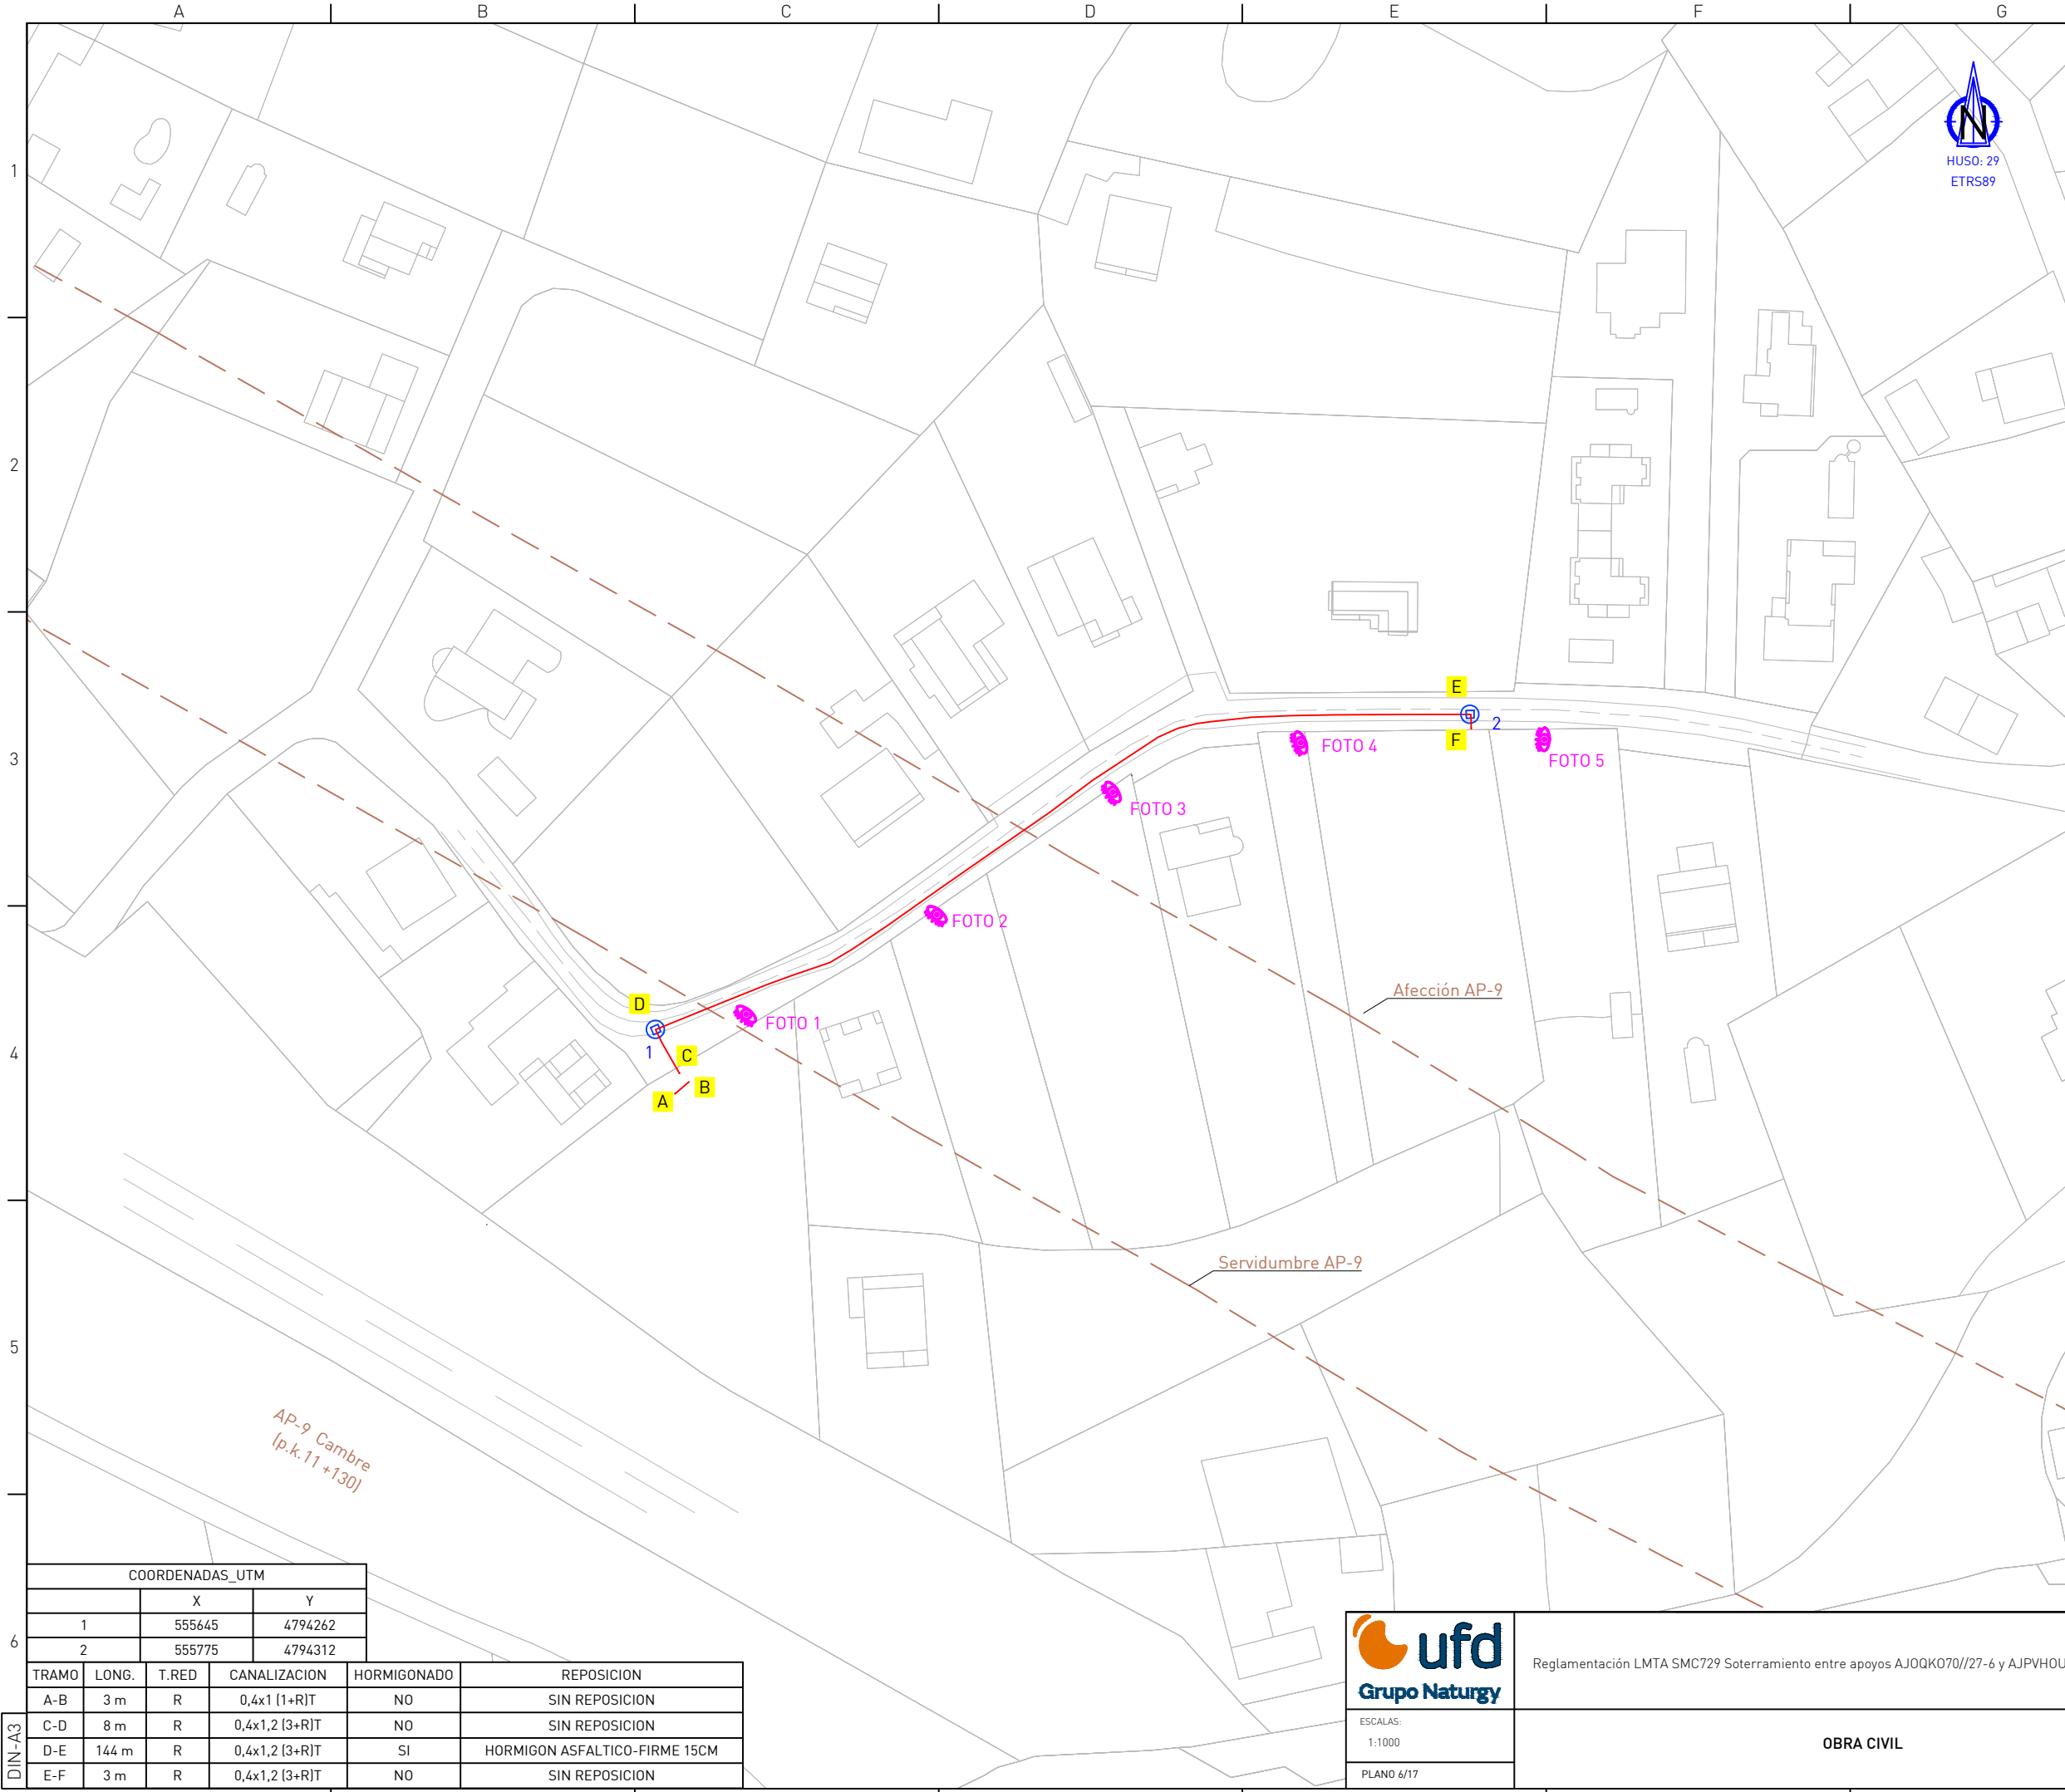 A B C D E F G
1
N
HUSO: 29
ETRS89
2
E
2
F
FOTO 4
FOTO 5
3
FOTO 3
FOTO 2
Afección AP-9
D
FOTO 1
1
C
4
B
A
Servidumbre AP-9
5
AP-9 Cambre
(p.k.11 +130)
COORDENADAS_UTM
X Y
1 555645 4794262
2 555775 4794312
6
TRAMO LONG. T.RED CANALIZACION HORMIGONADO REPOSICION
A-B 3 m R 0,4x1 (1+R)T NO SIN REPOSICION
C-D 8 m R 0,4x1,2 (3+R)T NO SIN REPOSICION
D-E 144 m R 0,4x1,2 (3+R)T SI HORMIGON ASFALTICO-FIRME 15CM
E-F 3 m R 0,4x1,2 (3+R)T NO SIN REPOSICION
DIN-A3
ufd
Grupo Naturgy
Reglamentación LMTA SMC729 Soterramiento entre apoyos AJOQKO70//27-6 y AJPVHOU
ESCALAS:
1:1000
OBRA CIVIL
PLANO 6/17